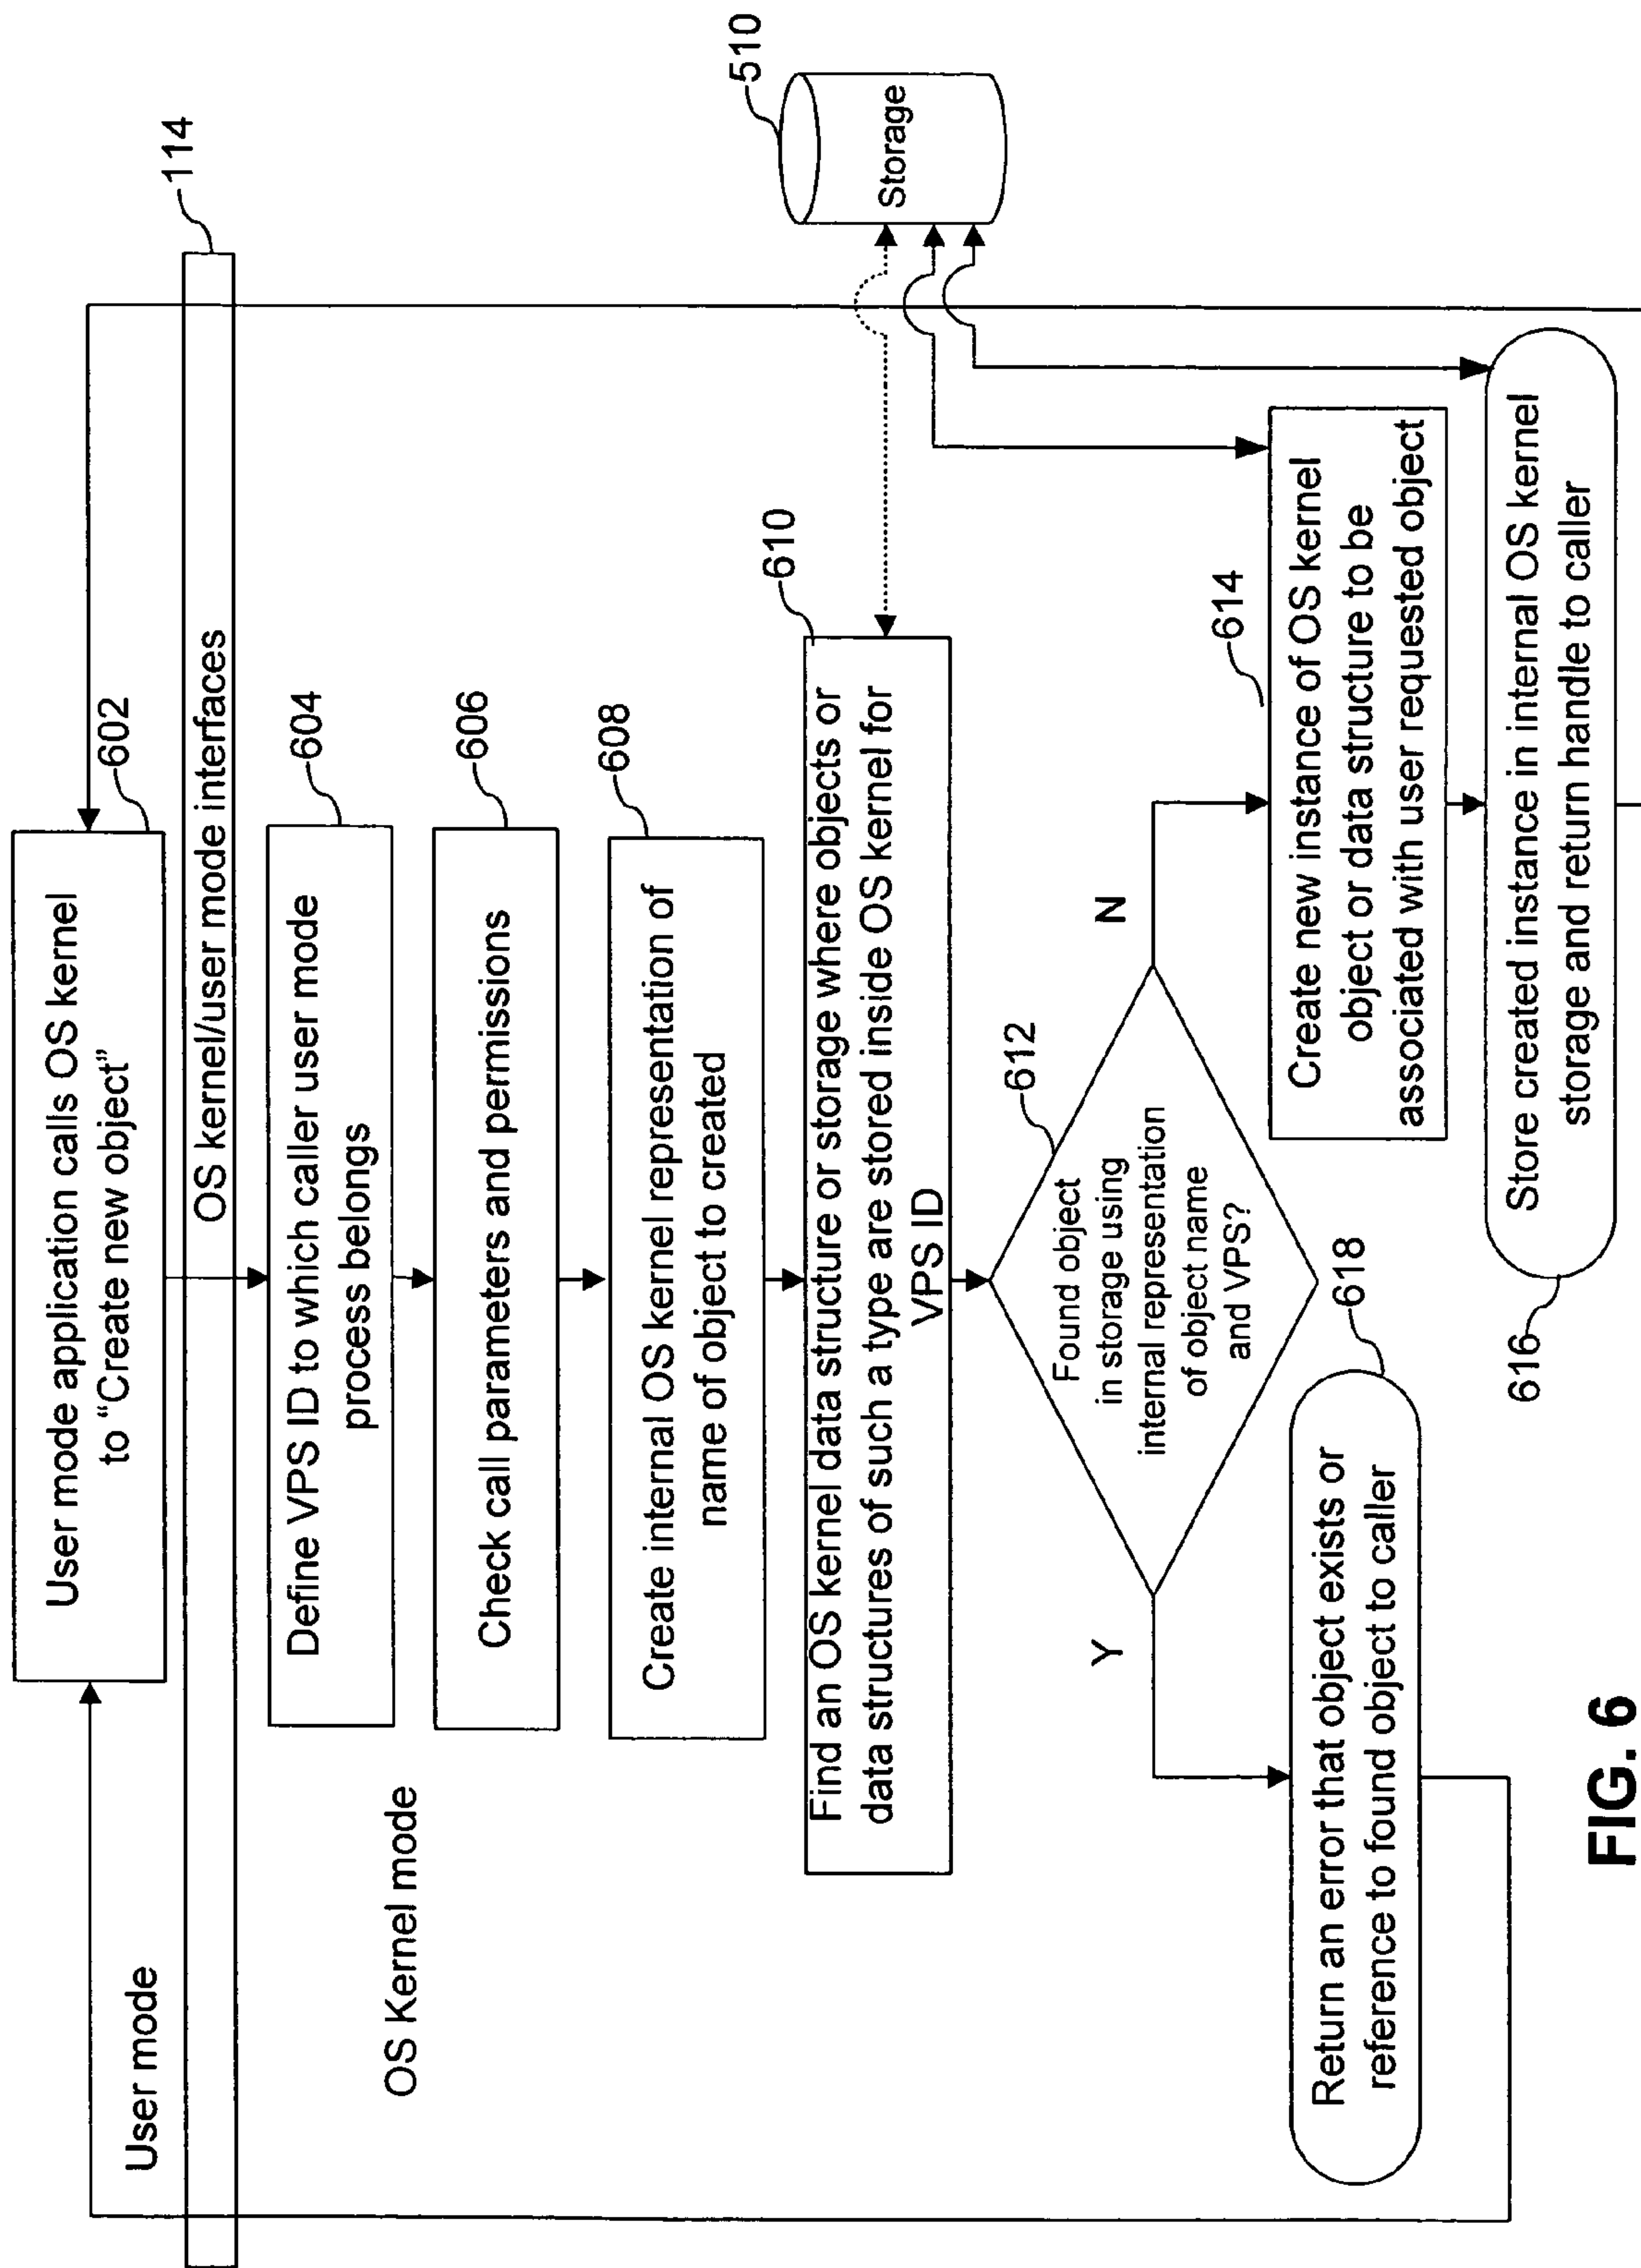 User mode application calls OS kernel
to “Create new object”
602
114
User mode
OS kernel/user mode interfaces
OS Kernel mode
Define VPS ID to which caller user mode
process belongs
604
Check call parameters and permissions
606
Create internal OS kernel representation of
name of object to created
608
510
Storage
Find an OS kernel data structure or storage where objects or
data structures of such a type are stored inside OS kernel for
VPS ID
610
Found object
in storage using
internal representation
of object name
and VPS?
612
Y
N
Return an error that object exists or
reference to found object to caller
618
Create new instance of OS kernel
object or data structure to be
associated with user requested object
614
Store created instance in internal OS kernel
storage and return handle to caller
616
FIG. 6